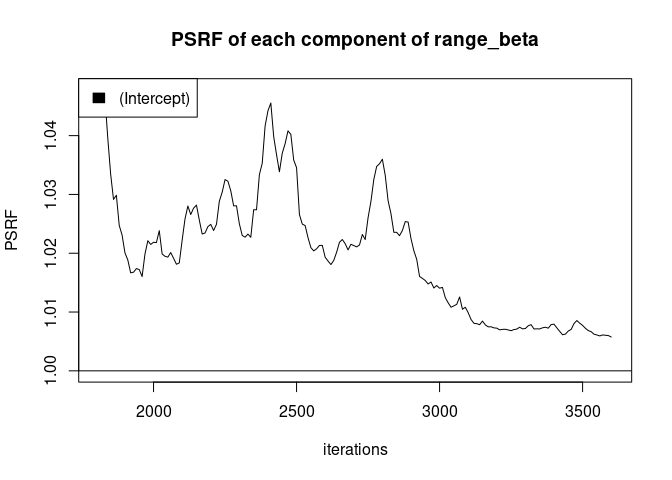 PSRF of each component of range_beta
(Intercept)
PSRF
1.04
1.03
1.02
1.01
1.00
2000 2500 3000 3500
iterations